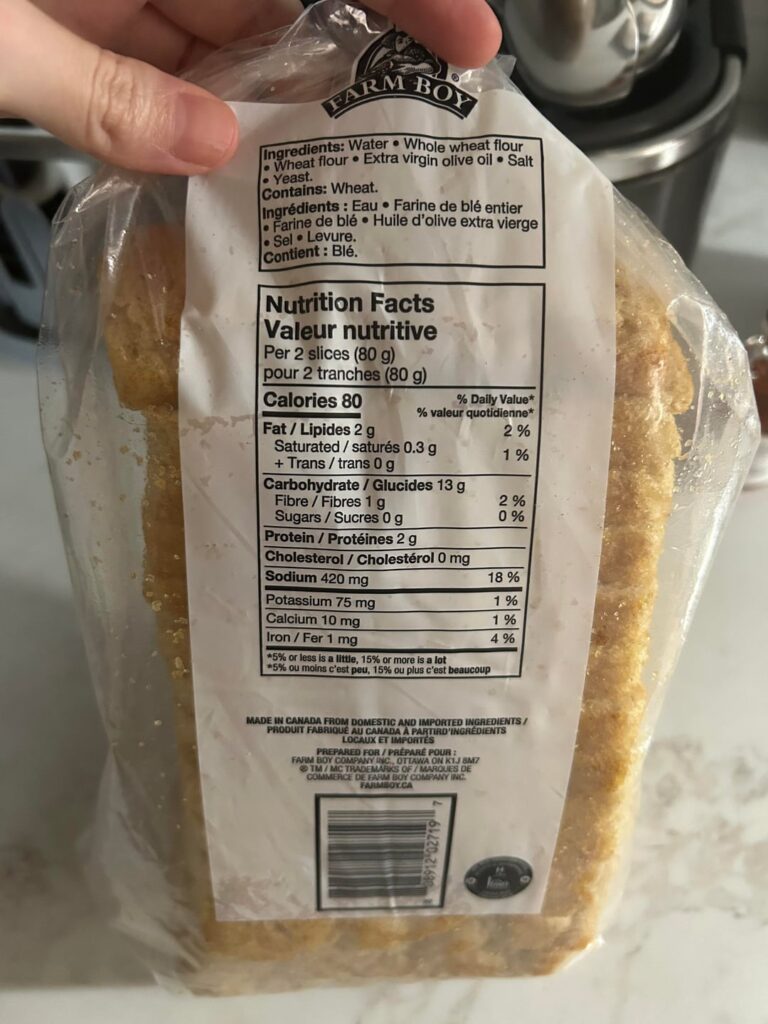 FARM BOY ®
Ingredients: Water • Whole wheat flour
• Wheat flour • Extra virgin olive oil • Salt
• Yeast.
Contains: Wheat.
Ingrédients : Eau • Farine de blé entier
• Farine de blé • Huile d'olive extra vierge
• Sel • Levure.
Contient : Blé.
Nutrition Facts
Valeur nutritive
Per 2 slices (80 g)
pour 2 tranches (80 g)
Calories 80
% Daily Value*
% valeur quotidienne*
Fat / Lipides 2 g 2 %
Saturated / saturés 0.3 g
+ Trans / trans 0 g 1 %
Carbohydrate / Glucides 13 g
Fibre / Fibres 1 g 2 %
Sugars / Sucres 0 g 0 %
Protein / Protéines 2 g
Cholesterol / Cholestérol 0 mg
Sodium 420 mg 18 %
Potassium 75 mg 1 %
Calcium 10 mg 1 %
Iron / Fer 1 mg 4 %
*5% or less is a little, 15% or more is a lot
*5% ou moins c'est peu, 15% ou plus c'est beaucoup
MADE IN CANADA FROM DOMESTIC AND IMPORTED INGREDIENTS /
PRODUIT FABRIQUÉ AU CANADA À PARTIRD'INGRÉDIENTS
LOCAUX ET IMPORTÉS
PREPARED FOR / PRÉPARÉ POUR :
FARM BOY COMPANY INC., OTTAWA ON K1J 8M7
® TM / MC TRADEMARKS OF / MARQUES DE
COMMERCE DE FARM BOY COMPANY INC.
FARMBOY.CA
08912 02719 7